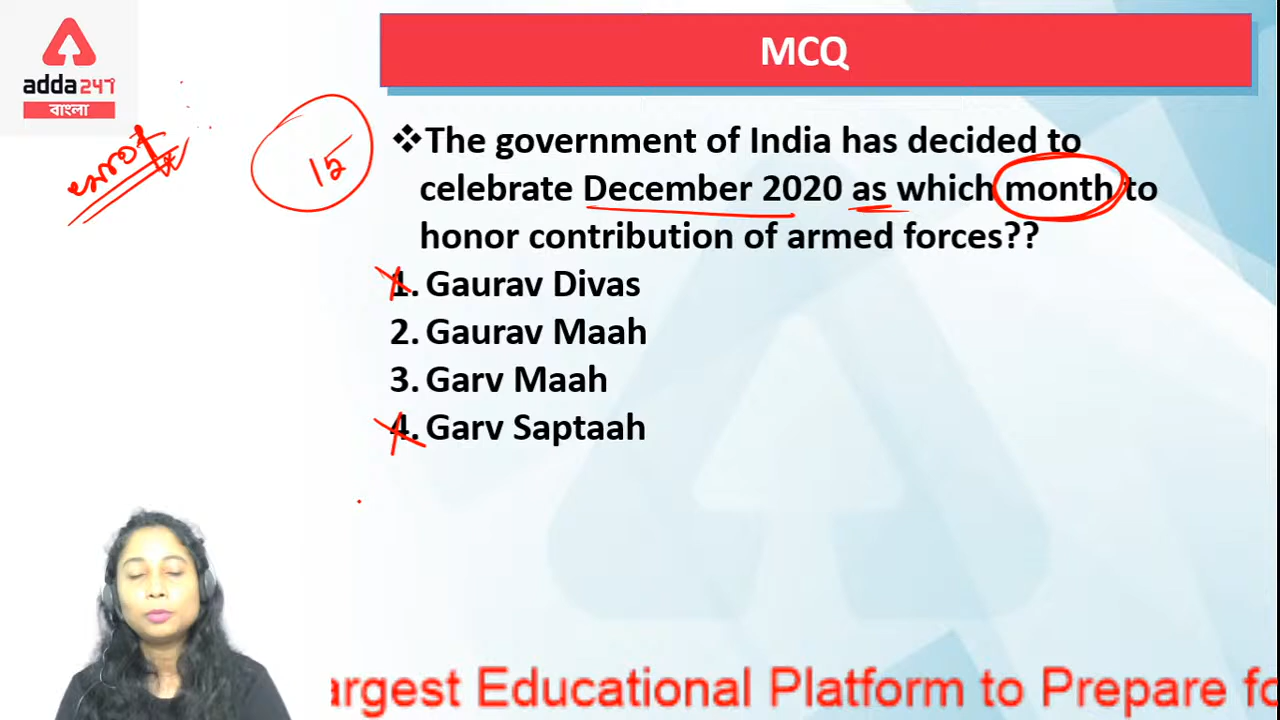 adda247
বাংলা
MCQ
15
❖The government of India has decided to
celebrate December 2020 as which month to
honor contribution of armed forces??
1. Gaurav Divas
2. Gaurav Maah
3. Garv Maah
4. Garv Saptaah
argest Educational Platform to Prepare fo